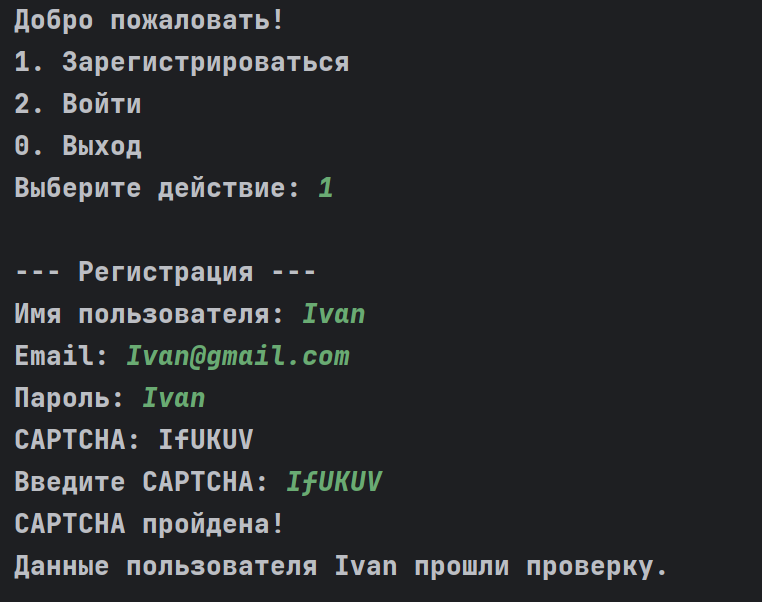 Добро пожаловать!
1. Зарегистрироваться
2. Войти
0. Выход
Выберите действие: 1
--- Регистрация ---
Имя пользователя: Ivan
Email: Ivan@gmail.com
Пароль: Ivan
CAPTCHA: IfUKUV
Введите CAPTCHA: IfUKUV
CAPTCHA пройдена!
Данные пользователя Ivan прошли проверку.